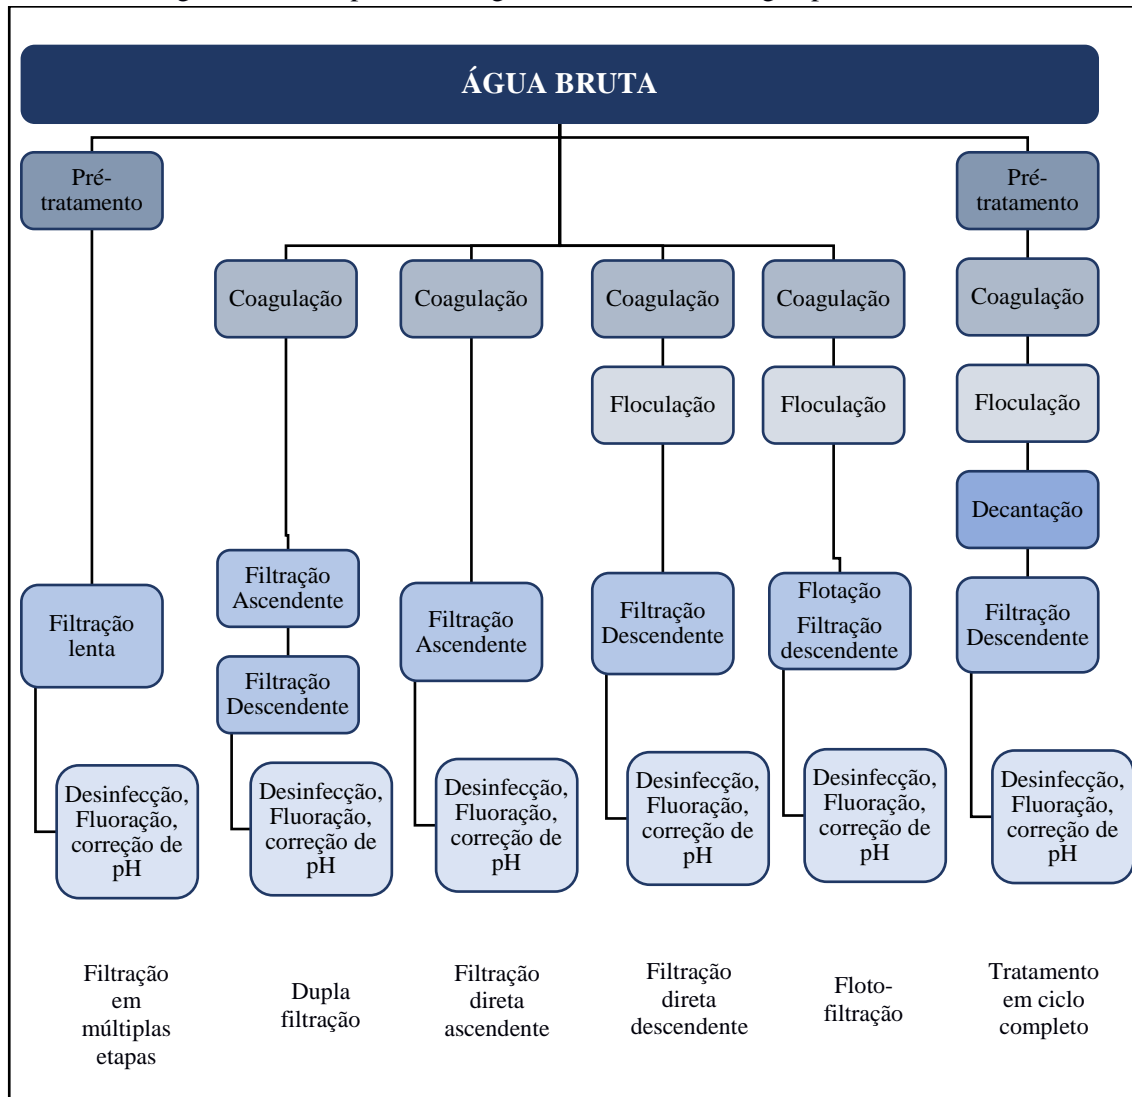 ÁGUA BRUTA
Pré-
tratamento
Pré-
tratamento
Coagulação
Coagulação
Coagulação
Coagulação
Coagulação
Floculação
Floculação
Floculação
Decantação
Filtração
lenta
Filtração
Ascendente
Filtração
Descendente
Filtração
Ascendente
Filtração
Descendente
Flotação
Filtração
descendente
Filtração
Descendente
Desinfecção,
Fluoração,
correção de
pH
Desinfecção,
Fluoração,
correção de
pH
Desinfecção,
Fluoração,
correção de
pH
Desinfecção,
Fluoração,
correção de
pH
Desinfecção,
Fluoração,
correção de
pH
Desinfecção,
Fluoração,
correção de
pH
Filtração
em
múltiplas
etapas
Dupla
filtração
Filtração
direta
ascendente
Filtração
direta
descendente
Floto-
filtração
Tratamento
em ciclo
completo